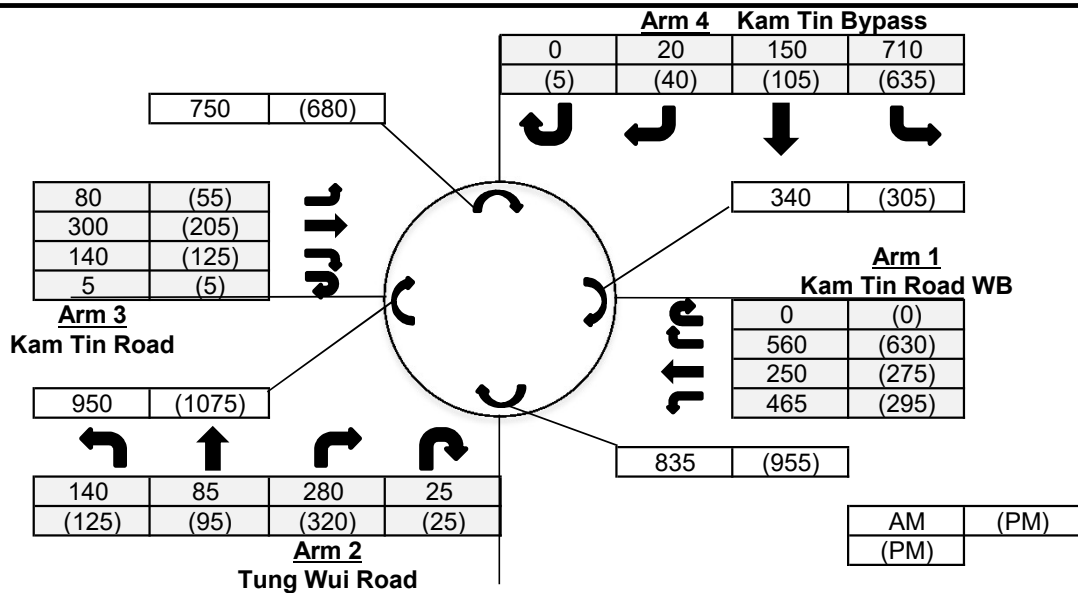 Arm 4 Kam Tin Bypass
0 20 150 710
(5) (40) (105) (635)
750 (680)
340 (305)
80 (55)
300 (205)
140 (125)
5 (5)
Arm 3
Kam Tin Road
Arm 1
Kam Tin Road WB
0 (0)
560 (630)
250 (275)
465 (295)
950 (1075)
835 (955)
140 85 280 25
(125) (95) (320) (25)
Arm 2
Tung Wui Road
AM (PM)
(PM)